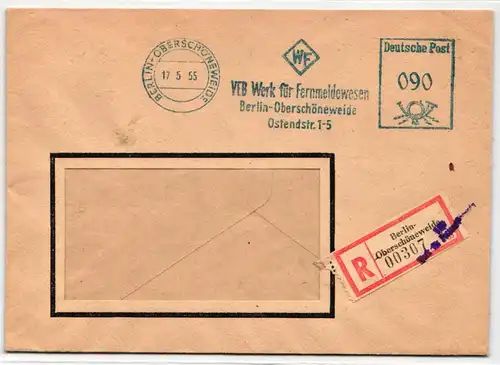 BERLIN-OBERSCHÖNEWEIDE
17 5 55
WF
VEB Werk für Fernmeldewesen
Berlin-Oberschöneweide
Ostendstr. 1-5
Deutsche Post
090
R
Berlin-
Oberschöneweide
00307